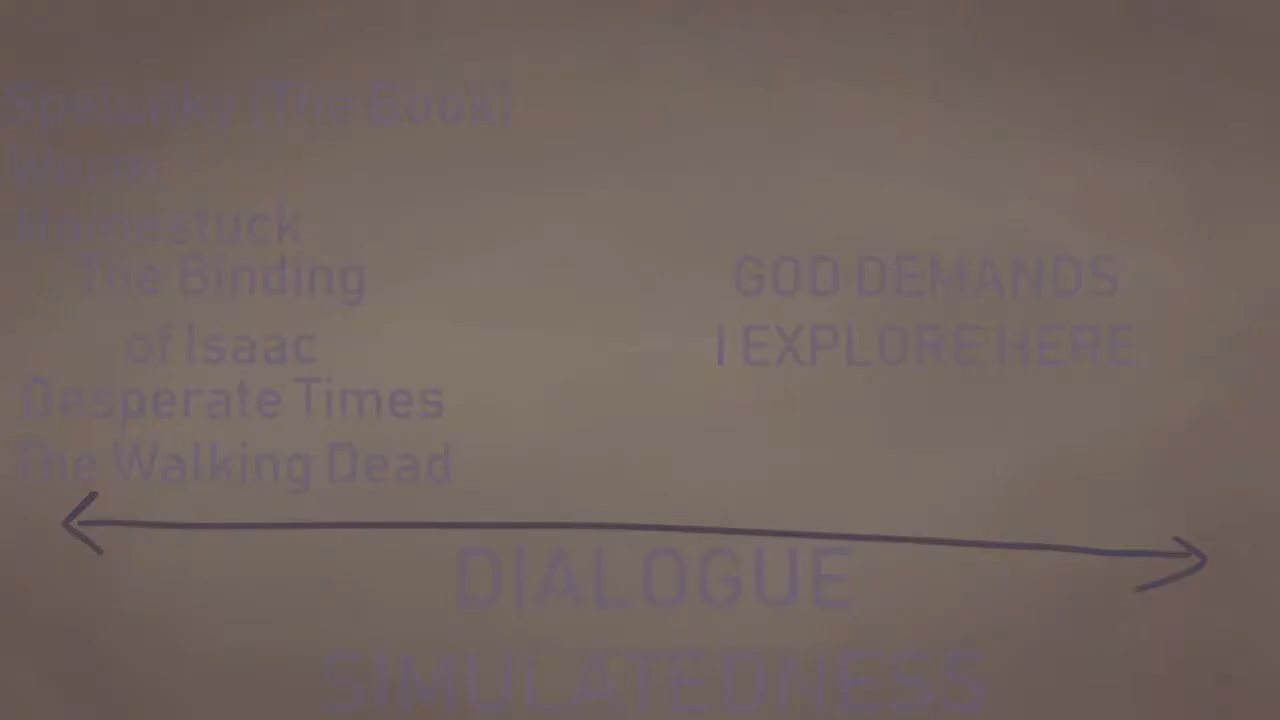 Spelunky (The Book)
Worm
Homestuck
The Binding
of Isaac
Desperate Times
The Walking Dead
GOD DEMANDS
I EXPLORE HERE
DIALOGUE
SIMULATEDNESS